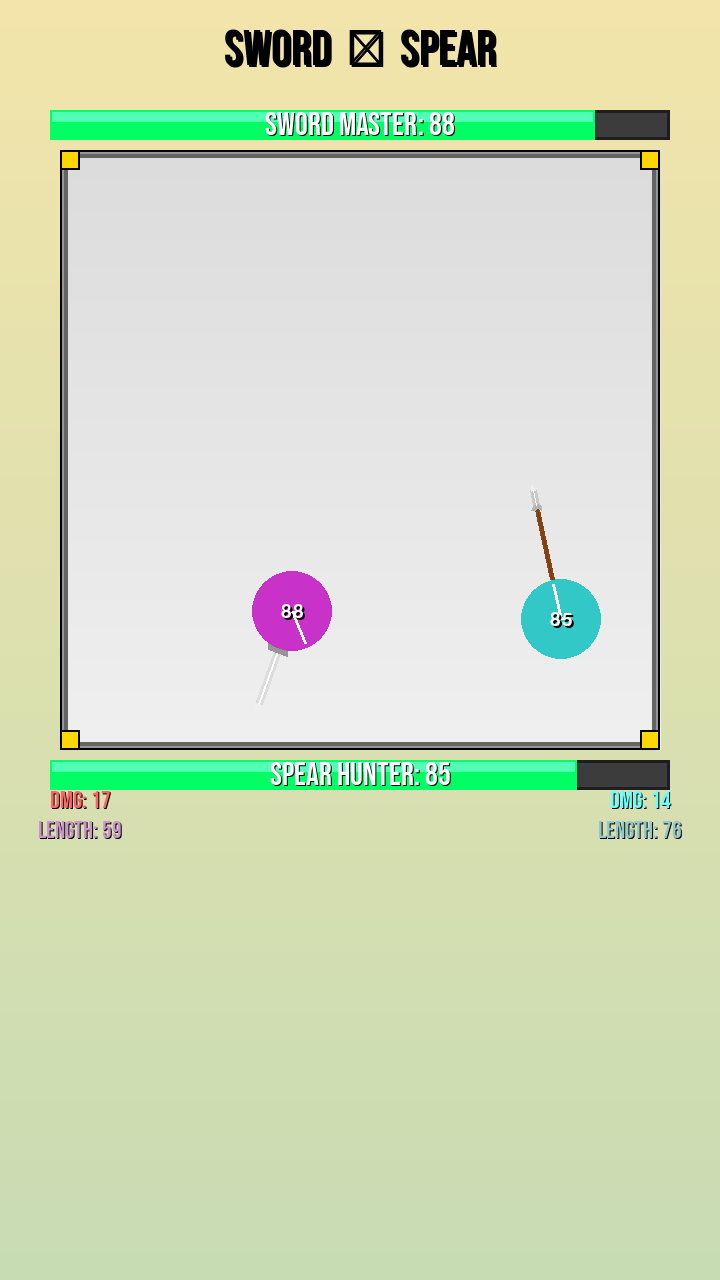 SWORD SPEAR
SWORD MASTER: 88
88
85
SPEAR HUNTER: 85
DMG: 17 DMG: 14
LENGTH: 59 LENGTH: 76